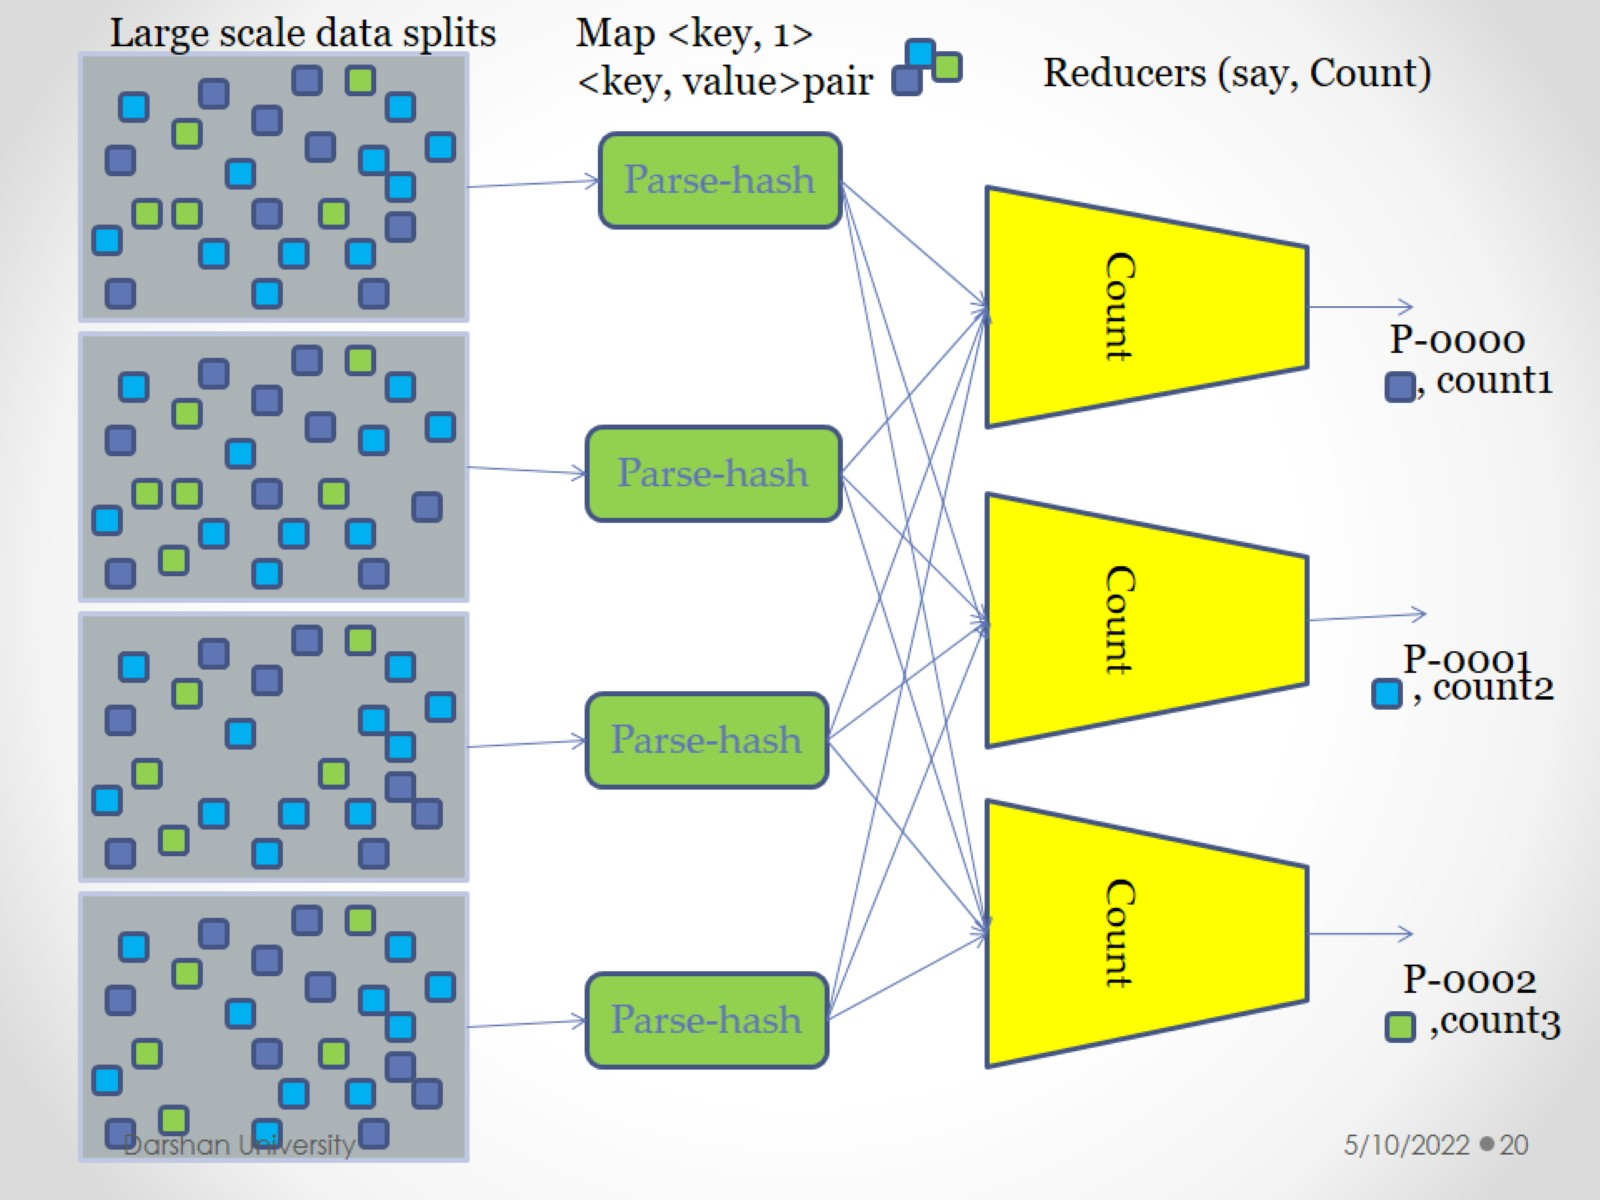 Large scale data splits
Map <key, 1>
<key, value>pair
Reducers (say, Count)
Parse-hash
Parse-hash
Parse-hash
Parse-hash
Count
Count
Count
P-0000
, count1
P-0001
, count2
P-0002
,count3
Darshan University
5/10/2022
20